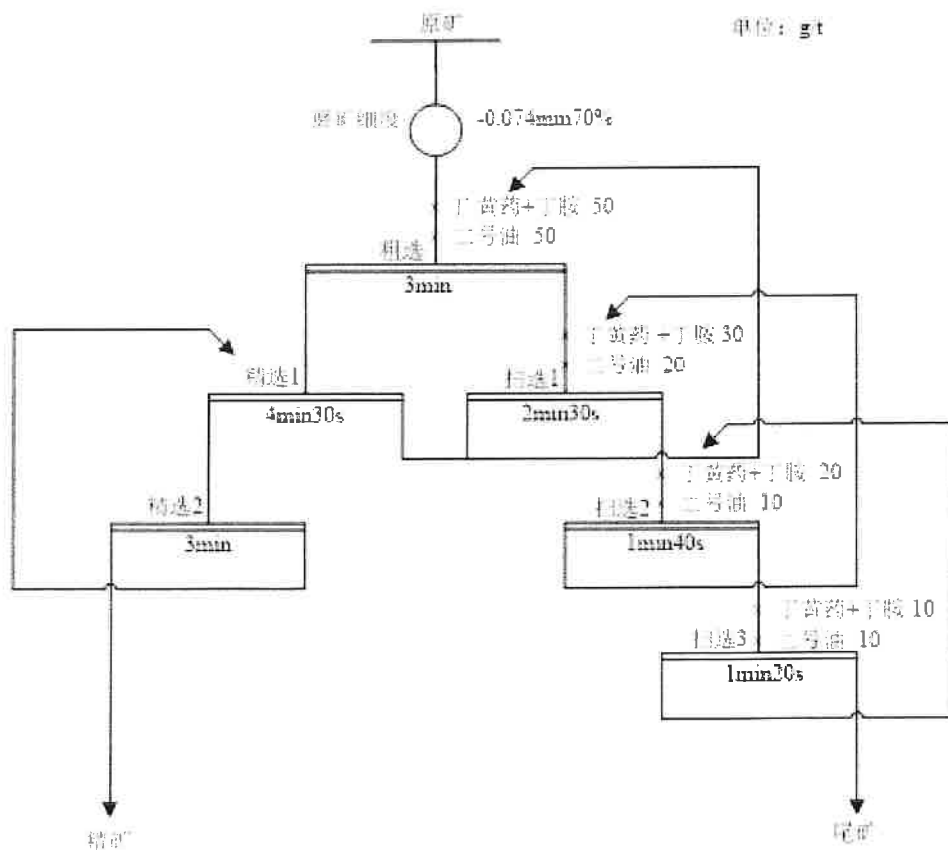 原矿
单位: g/t
磨矿细度
-0.074mm70%
丁黄药+丁胺 50
二号油 50
粗选
3min
丁黄药+丁胺 30
二号油 20
精选1
扫选1
4min30s
2min30s
丁黄药+丁胺 20
二号油 10
精选2
扫选2
3min
1min40s
丁黄药+丁胺 10
二号油 10
扫选3
1min20s
精矿
尾矿